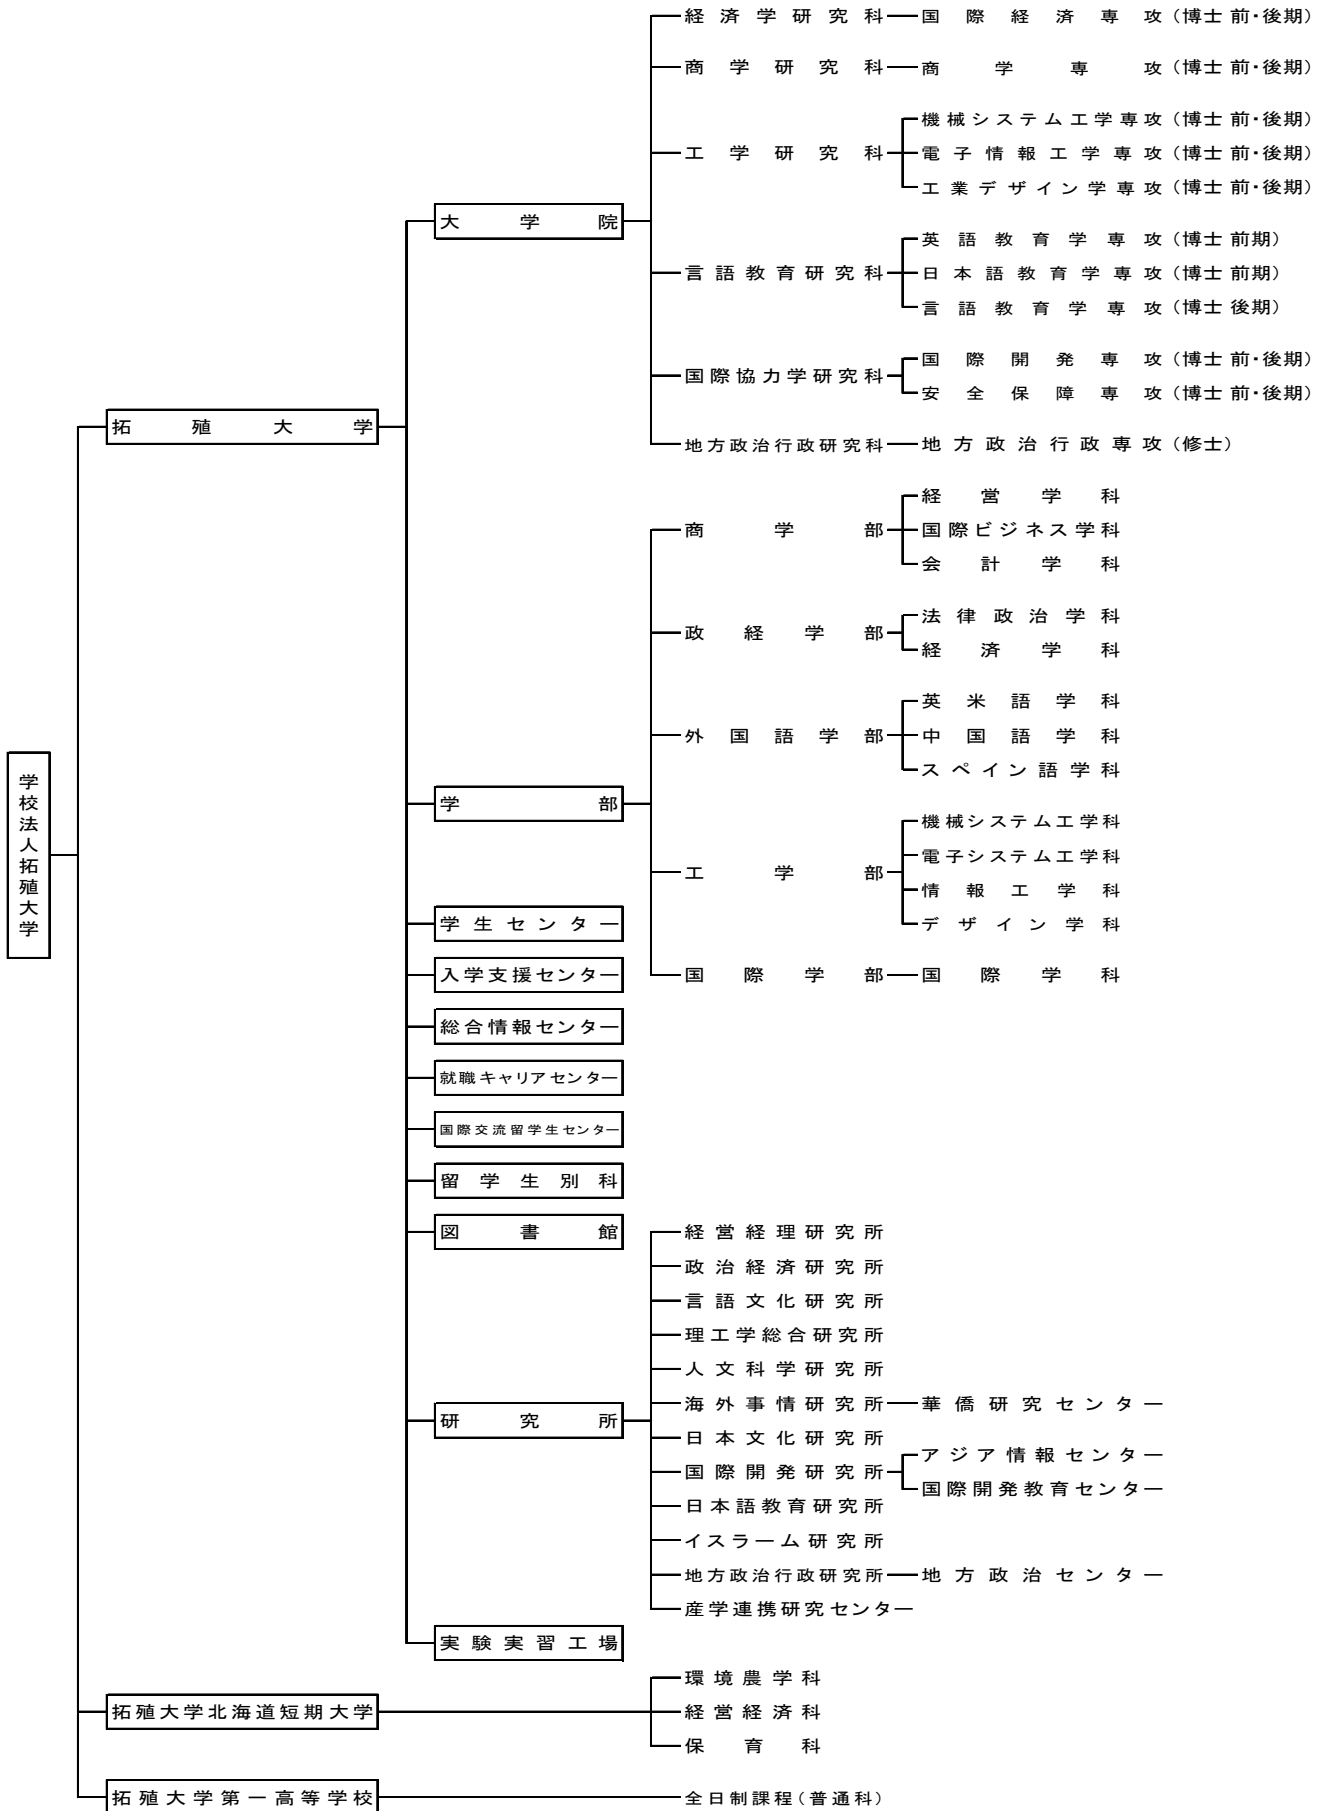 経済学研究科 国際経済専攻(博士 前・後期)
商学研究科 商学専攻(博士 前・後期)
機械システム工学専攻(博士 前・後期)
工学研究科 電子情報工学専攻(博士 前・後期)
工業デザイン学専攻(博士 前・後期)
大学院
英語教育学専攻(博士 前期)
言語教育研究科 日本語教育学専攻(博士 前期)
言語教育学専攻(博士 後期)
国際開発専攻(博士 前・後期)
国際協力学研究科
安全保障専攻(博士 前・後期)
拓殖大学
地方政治行政研究科 地方政治行政専攻(修士)
経営学科
商学部 国際ビジネス学科
会計学科
法律政治学科
政経学部
経済学科
英米語学科
外国語学部 中国語学科
スペイン語学科
学校法人拓殖大学
学部
機械システム工学科
電子システム工学科
工学部
情報工学科
デザイン学科
学生センター
入学支援センター 国際学部 国際学科
総合情報センター
就職キャリアセンター
国際交流留学生センター
留学生別科
図書館 経営経理研究所
政治経済研究所
言語文化研究所
理工学総合研究所
人文科学研究所
海外事情研究所 華僑研究センター
研究所
日本文化研究所
アジア情報センター
国際開発研究所
国際開発教育センター
日本語教育研究所
イスラーム研究所
地方政治行政研究所 地方政治センター
産学連携研究センター
実験実習工場
環境農学科
拓殖大学北海道短期大学 経営経済科
保育科
拓殖大学第一高等学校 全日制課程(普通科)